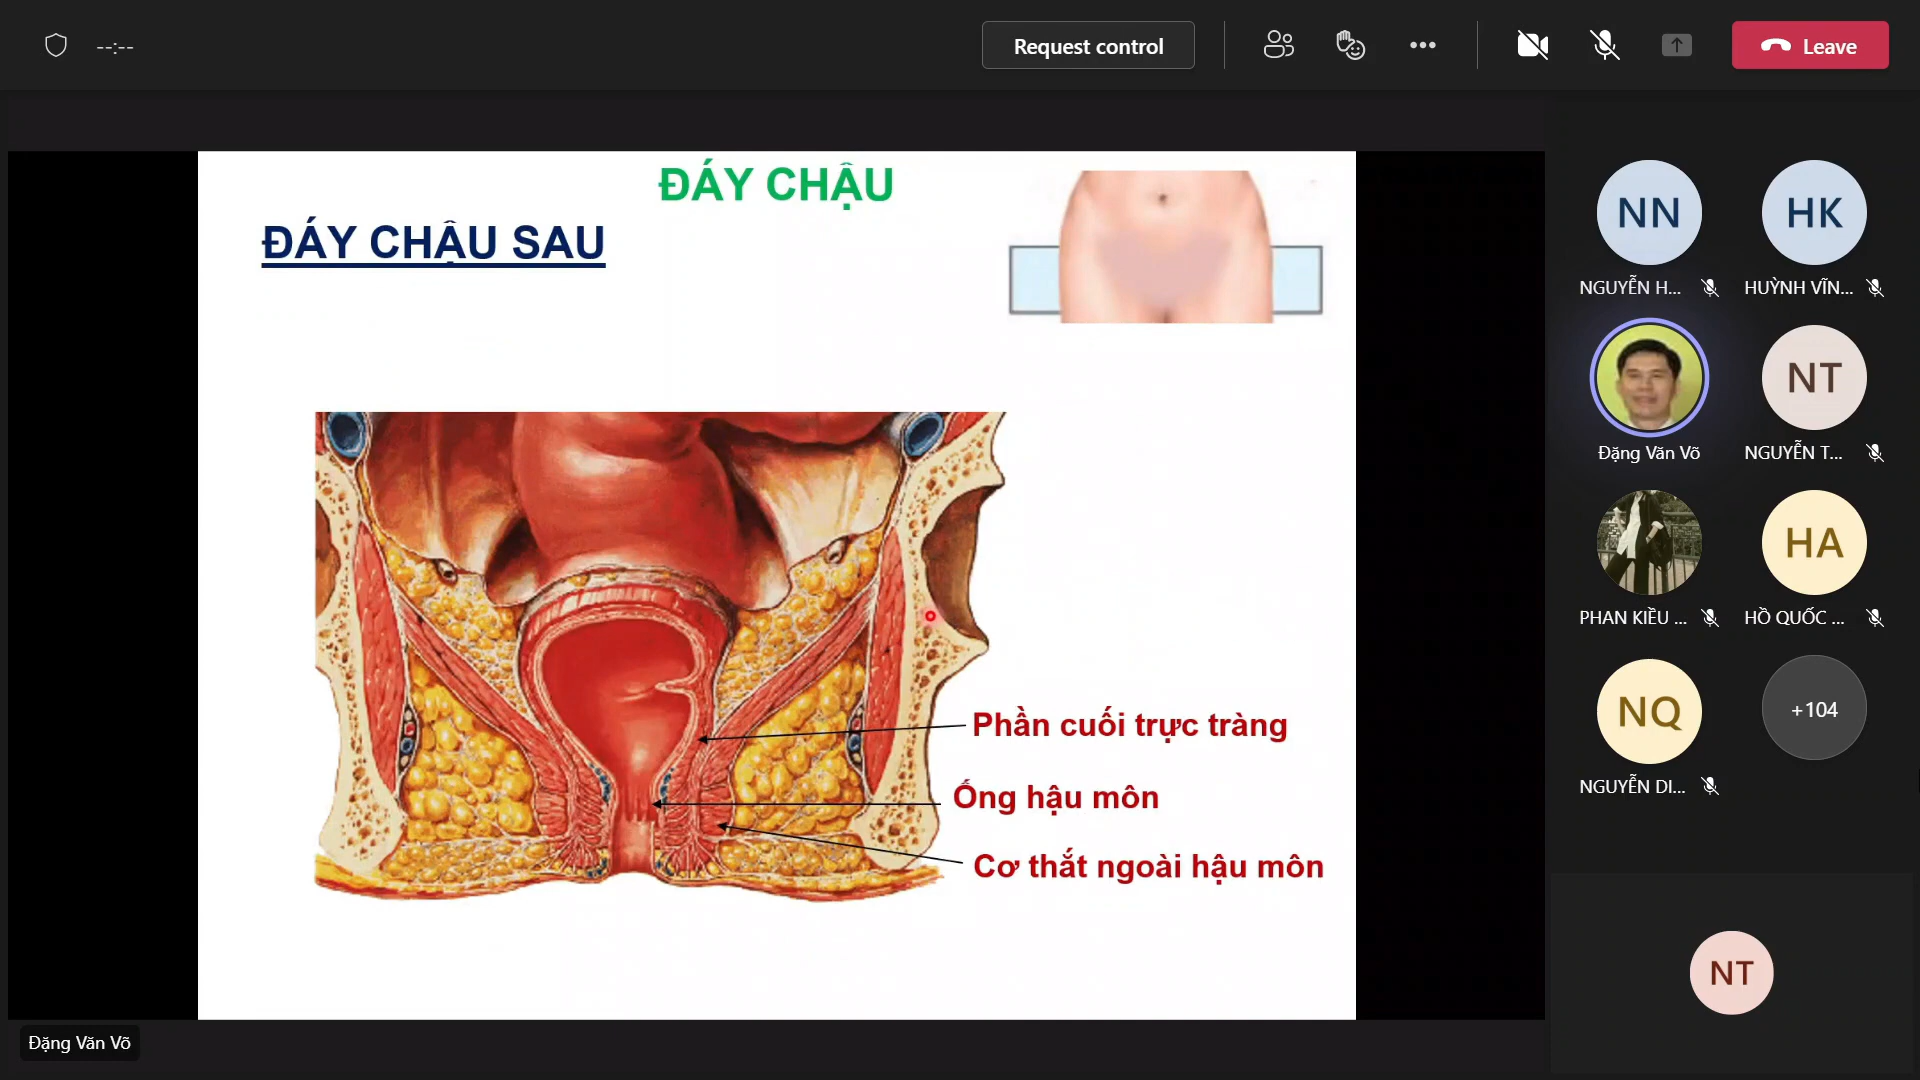 --:--
Request control
Leave
ĐÁY CHẬU
ĐÁY CHẬU SAU
Phần cuối trực tràng
Ống hậu môn
Cơ thắt ngoài hậu môn
NN
HK
NGUYỄN H...
HUỲNH VĨN...
NT
Đặng Văn Võ
NGUYỄN T...
HA
PHAN KIỀU ...
HỒ QUỐC ...
NQ
+104
NGUYỄN DI...
NT
Đặng Văn Võ